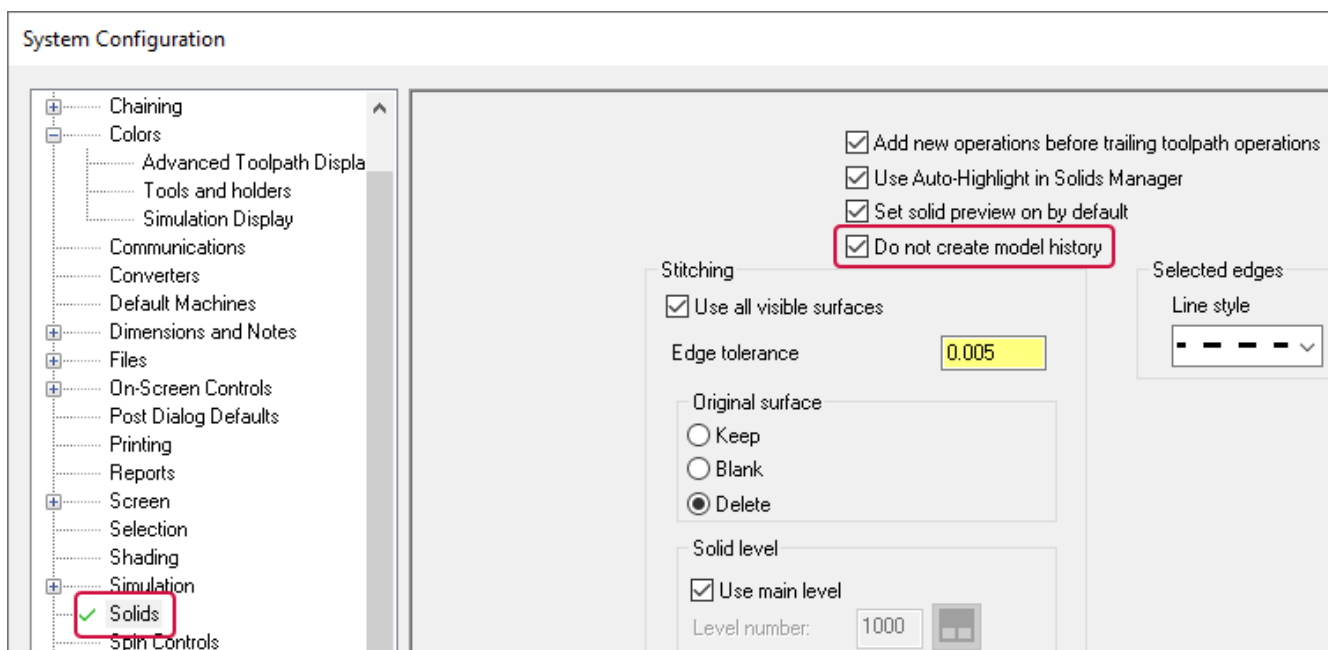 System Configuration
Chaining
Colors
Advanced Toolpath Displa
Tools and holders
Simulation Display
Communications
Converters
Default Machines
Dimensions and Notes
Files
On-Screen Controls
Post Dialog Defaults
Printing
Reports
Screen
Selection
Shading
Simulation
Solids
Spin Controls
Add new operations before trailing toolpath operations
Use Auto-Highlight in Solids Manager
Set solid preview on by default
Do not create model history
Stitching
Use all visible surfaces
Edge tolerance 0.005
Original surface
Keep
Blank
Delete
Solid level
Use main level
Level number: 1000
Selected edges
Line style